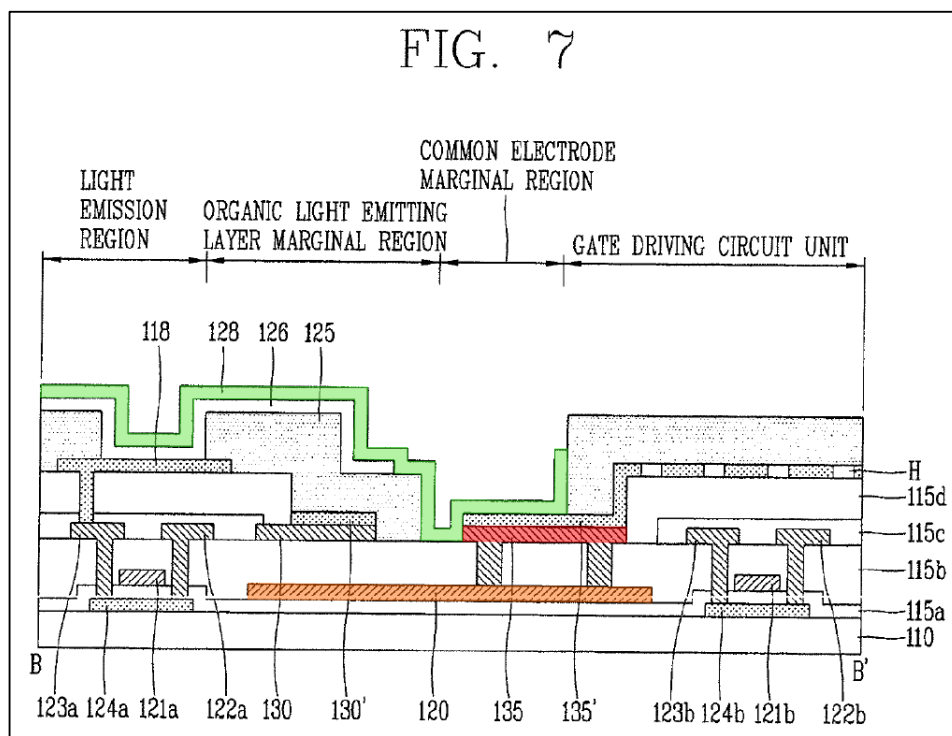 FIG. 7
COMMON ELECTRODE
MARGINAL REGION
LIGHT
EMISSION
REGION
ORGANIC LIGHT EMITTING
LAYER MARGINAL REGION
GATE DRIVING CIRCUIT UNIT
118 128 126 125
H
115d
115c
115b
115a
110
B B'
123a 124a 121a 122a 130 130' 120 135 135' 123b 124b 121b 122b